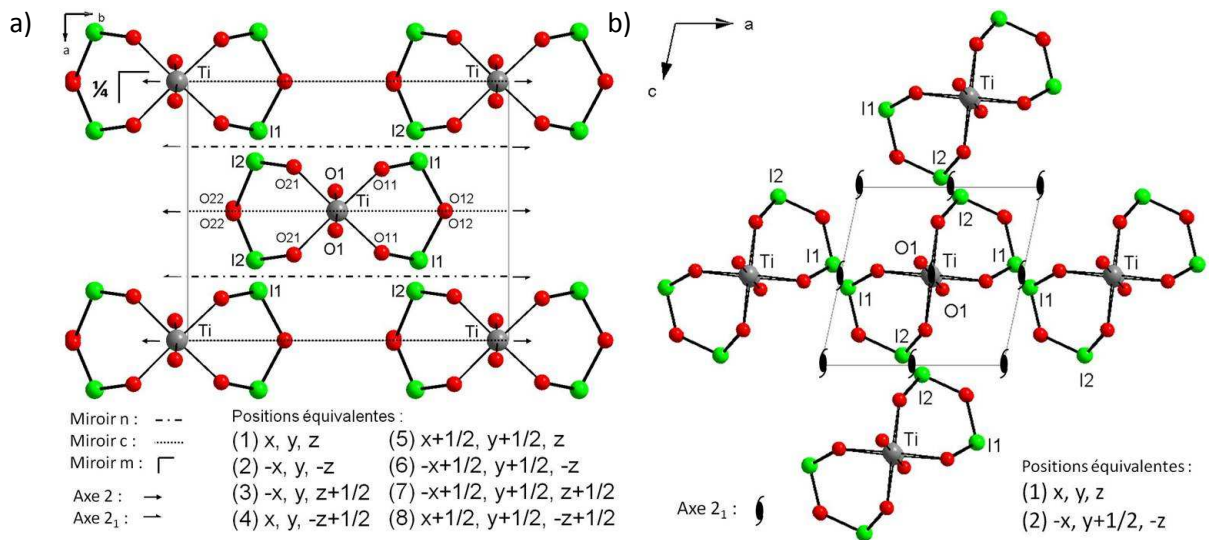 a)
b
a
Ti
Ti
¼
I1
I2
I2
I1
O21
O1
O11
Ti
O22
O12
O22
O12
O21
O1
O11
I2
I1
I1
I2
Ti
Ti
Miroir n :
Miroir c :
Miroir m :
Axe 2 :
Axe 2₁ :
Positions équivalentes :
(1) x, y, z
(2) -x, y, -z
(3) -x, y, z+1/2
(4) x, y, -z+1/2
(5) x+1/2, y+1/2, z
(6) -x+1/2, y+1/2, -z
(7) -x+1/2, y+1/2, z+1/2
(8) x+1/2, y+1/2, -z+1/2
b)
a
c
Ti
I1
I2
I2
I2
O1
I1
I1
Ti
Ti
Ti
I1
O1
I1
I2
I2
I2
Ti
I1
Axe 2₁ :
Positions équivalentes :
(1) x, y, z
(2) -x, y+1/2, -z